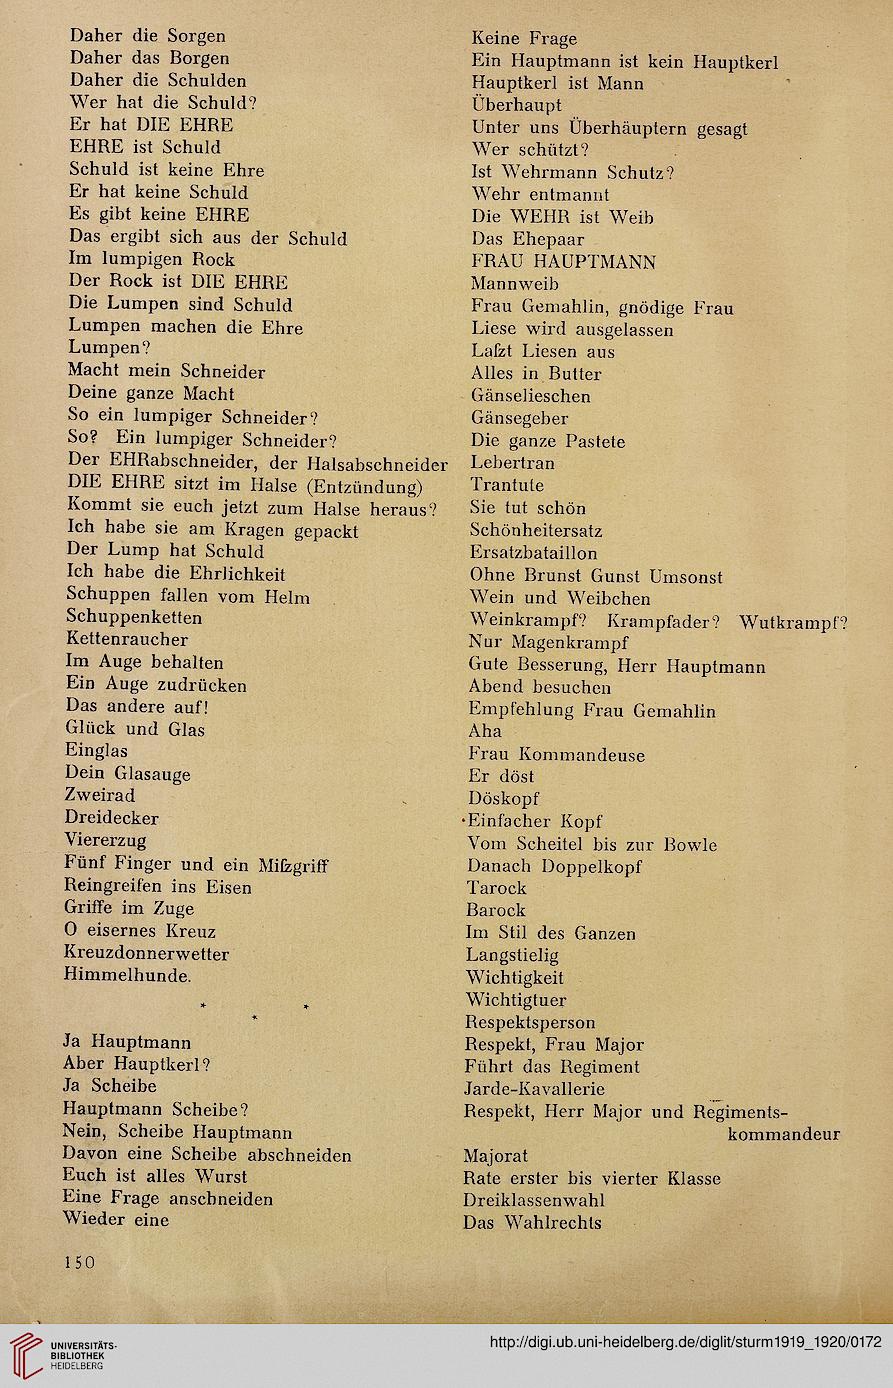 Daher die Sorgen
Daher das Borgen
Daher die Schulden
Wer hat die Schuld?
Er hat DIE EHRE
EHRE ist Schuld
Schuld ist keine Ehre
Er hat keine Schuld
Es gibt keine EHRE
Das ergibt sich aus der Schuld
Im lumpigen Rock
Der Rock ist DIE EHRE
Die Lumpen sind Schuld
Lumpen machen die Ehre
Lumpen?
Macht mein Schneider
Deine ganze Macht
So ein lumpiger Schneider?
So? Ein lumpiger Schneider?
Der EHRabschneider, der Halsabschneider
DIE EHRE sitzt im Halse (Entzündung)
Kommt sie euch jetzt zum Halse heraus?
Ich habe sie am Kragen gepackt
Der Lump hat Schuld
Ich habe die Ehrlichkeit
Schuppen fallen vom Helm
Schuppenketten
Kettenraucher
Im Auge behalten
Ein Auge zudrücken
Das andere auf!
Glück und Glas
Einglas
Dein Glasauge
Zweirad
Dreidecker
Viererzug
Fünf Finger und ein Mißgriff
Reingreifen ins Eisen
Griffe im Zuge
O eisernes Kreuz
Kreuzdonnerwetter
Himmelhunde.
* *
*
Ja Hauptmann
Aber Hauptkerl?
Ja Scheibe
Hauptmann Scheibe?
Nein, Scheibe Hauptmann
Davon eine Scheibe abschneiden
Euch ist alles Wurst
Eine Frage anschneiden
Wieder eine
Keine Frage
Ein Hauptmann ist kein Hauptkerl
Hauptkerl ist Mann
Überhaupt
Unter uns Überhäuptern gesagt
Wer schützt?
Ist Wehrmann Schutz?
Wehr entmannt
Die WEHR ist Weib
Das Ehepaar
FRAU HAUPTMANN
Mannweib
Frau Gemahlin, gnödige Frau
Liese wird ausgelassen
Laßt Liesen aus
Alles in Butter
Gänselieschen
Gänsegeber
Die ganze Pastete
Lebertran
Trantute
Sie tut schön
Schönheitersatz
Ersatzbataillon
Ohne Brunst Gunst Umsonst
Wein und Weibchen
Weinkrampf? Krampfader? Wutkrampf?
Nur Magenkrampf
Gute Besserung, Herr Hauptmann
Abend besuchen
Empfehlung Frau Gemahlin
Aha
Frau Kommandeuse
Er döst
Döskopf
Einfacher Kopf
Vom Scheitel bis zur Bowle
Danach Doppelkopf
Tarock
Barock
Im Stil des Ganzen
Langstielig
Wichtigkeit
Wichtigtuer
Respektsperson
Respekt, Frau Major
Führt das Regiment
Jarde-Kavallerie
Respekt, Herr Major und Regiments-
kommandeur
Majorat
Rate erster bis vierter Klasse
Dreiklassenwahl
Das Wahlrechts
150
UNIVERSITÄTS-
BIBLIOTHEK
HEIDELBERG
http://digi.ub.uni-heidelberg.de/diglit/sturm1919_1920/0172